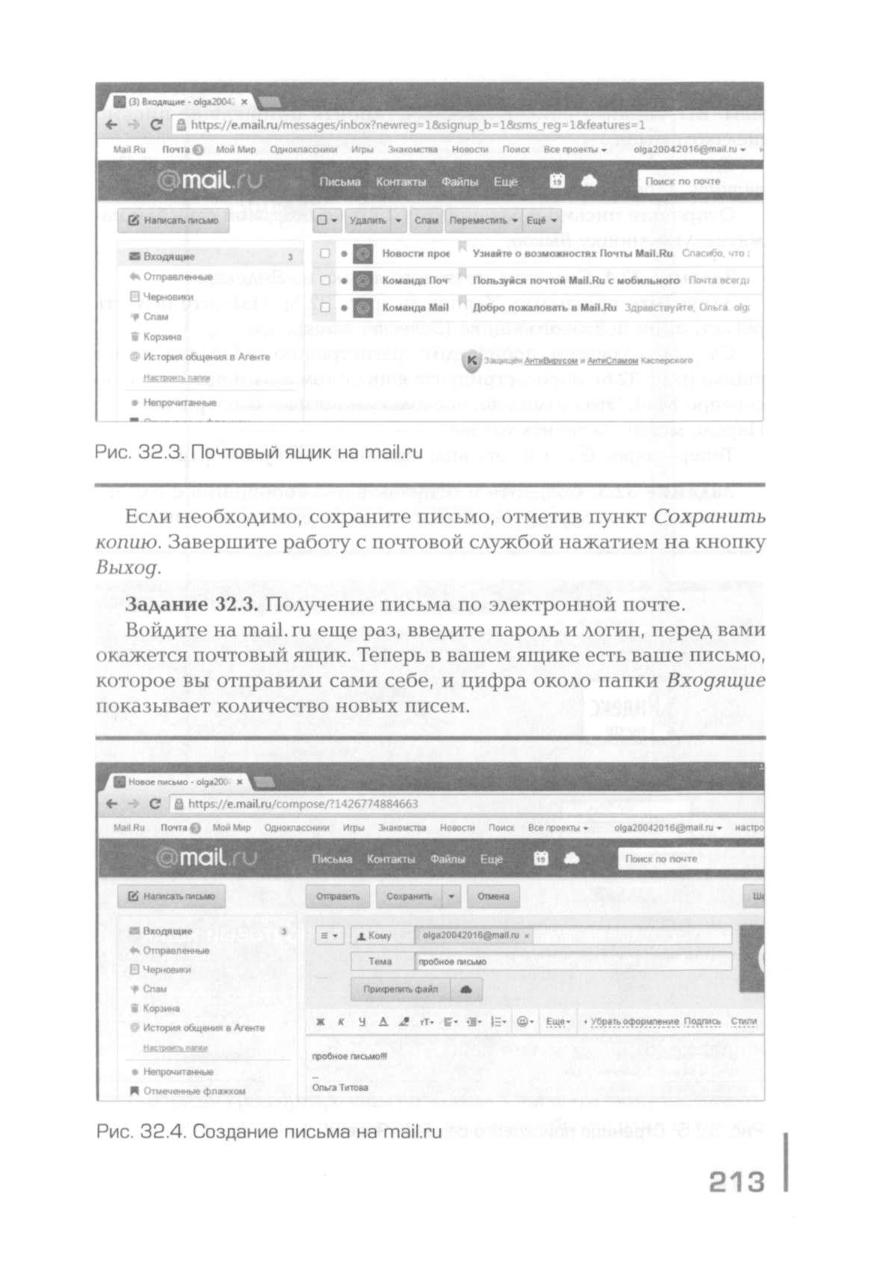 (3) Входящие - olga2004 ×
https://e.mail.ru/messages/inbox?newreg=1&signup_b=1&sms_reg=1&features=1
Mail.Ru Почта 3 Мой Мир Одноклассники Игры Знакомства Новости Поиск Все проекты olga20042016@mail.ru
@mail.ru Письма Контакты Файлы Ещё 19 Поиск по почте
Написать письмо Удалить Спам Переместить Ещё
Входящие 3 Новости прое Узнайте о возможностях Почты Mail.Ru Спасибо, что
Отправленные Команда Поч Пользуйся почтой Mail.Ru с мобильного Почта всегда
Черновики
Спам Команда Mail Добро пожаловать в Mail.Ru Здравствуйте, Ольга. olg
Корзина
История общения в Агенте Защищён АнтиВирусом и АнтиСпамом Касперского
Настроить папки
Непрочитанные
Рис. 32.3. Почтовый ящик на mail.ru
Если необходимо, сохраните письмо, отметив пункт Сохранить
копию. Завершите работу с почтовой службой нажатием на кнопку
Выход.
Задание 32.3. Получение письма по электронной почте.
Войдите на mail.ru еще раз, введите пароль и логин, перед вами
окажется почтовый ящик. Теперь в вашем ящике есть ваше письмо,
которое вы отправили сами себе, и цифра около папки Входящие
показывает количество новых писем.
Новое письмо - olga200 ×
https://e.mail.ru/compose/?1426774884663
Mail.Ru Почта 3 Мой Мир Одноклассники Игры Знакомства Новости Поиск Все проекты olga20042016@mail.ru настро
@mail.ru Письма Контакты Файлы Ещё 19 Поиск по почте
Написать письмо Отправить Сохранить Отмена
Входящие 3 Кому olga20042016@mail.ru ×
Отправленные
Черновики Тема пробное письмо
Спам Прикрепить файл
Корзина
История общения в Агенте Ж К Ч А тТ Еще Убрать оформление Подпись Стили
Настроить папки
пробное письмо!!!
Непрочитанные
--
Отмеченные флажком Ольга Титова
Рис. 32.4. Создание письма на mail.ru
213